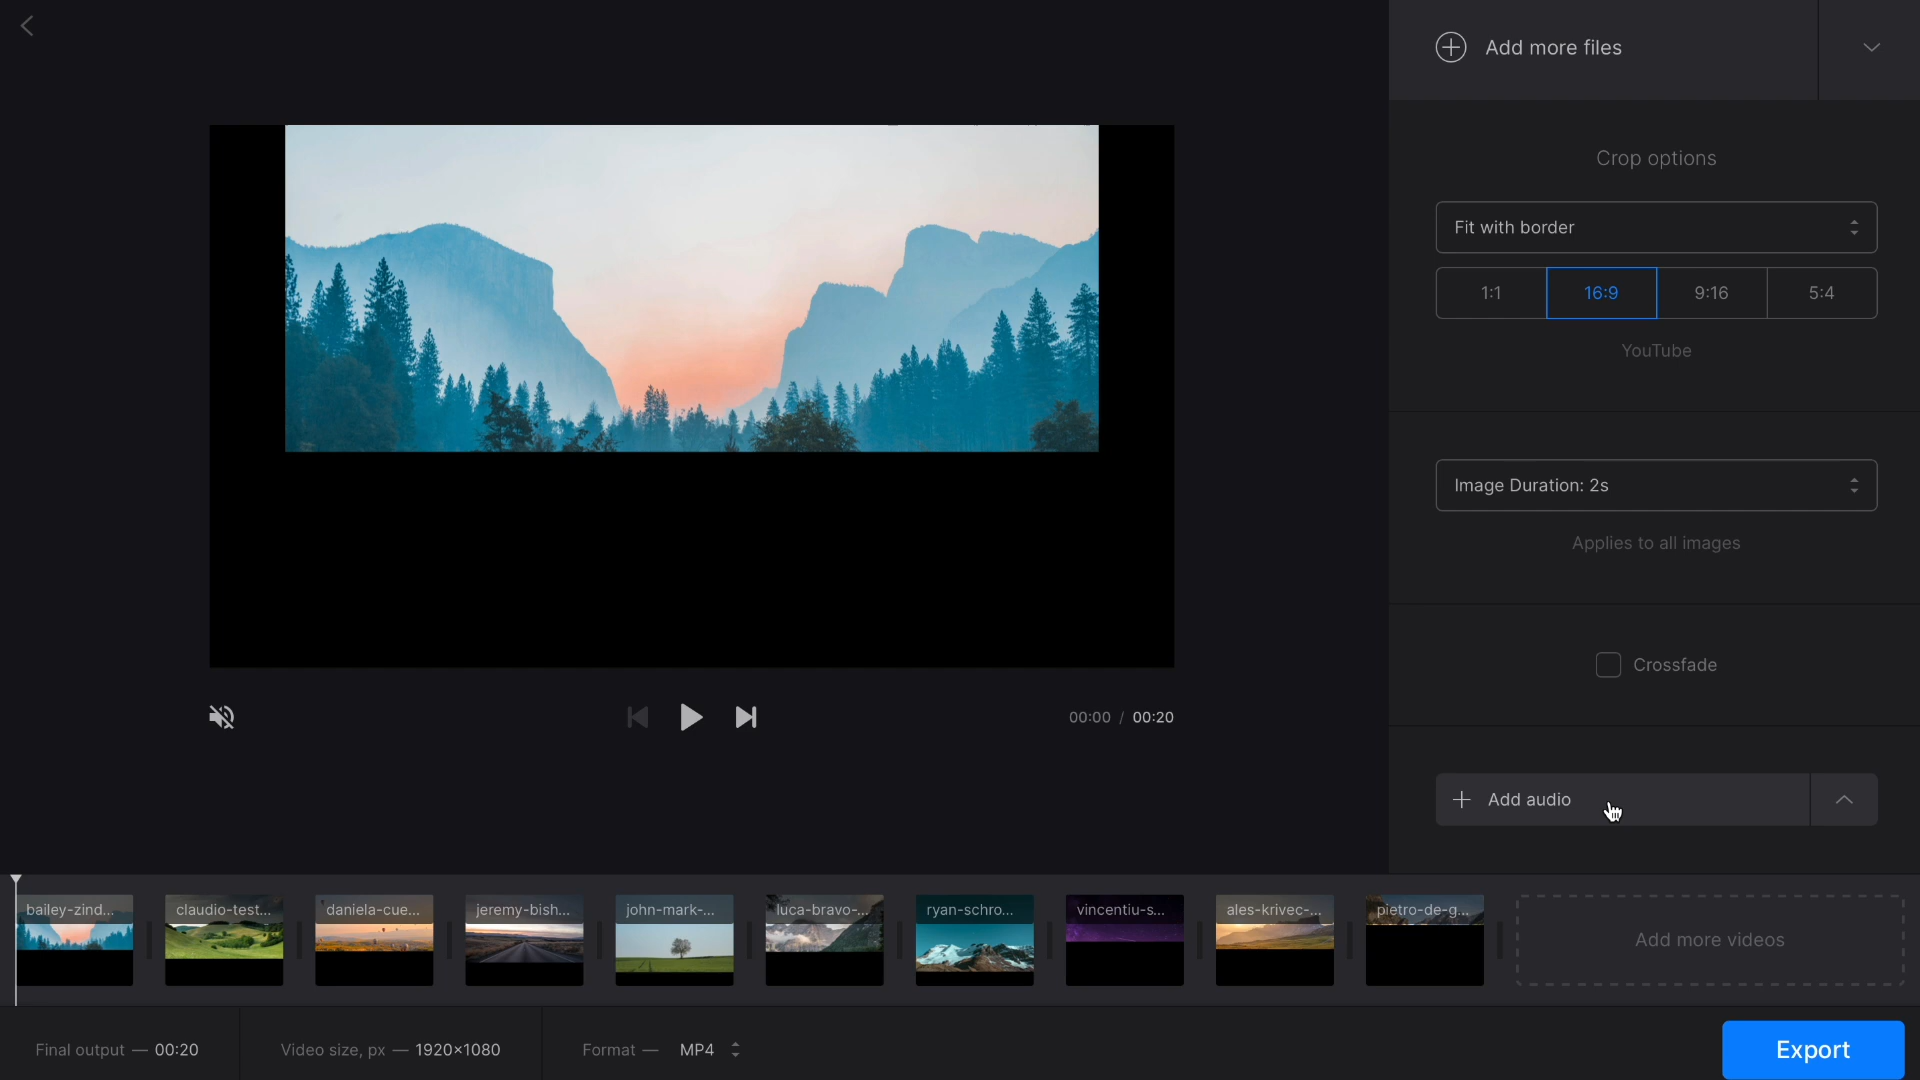 Add more files
Crop options
Fit with border
1:1 16:9 9:16 5:4
YouTube
Image Duration: 2s
Applies to all images
Crossfade
00:00 / 00:20
Add audio
bailey-zind... claudio-test... daniela-cue... jeremy-bish... john-mark-... luca-bravo-... ryan-schro... vincentiu-s... ales-krivec-... pietro-de-g...
Add more videos
Final output — 00:20 Video size, px — 1920×1080 Format — MP4
Export